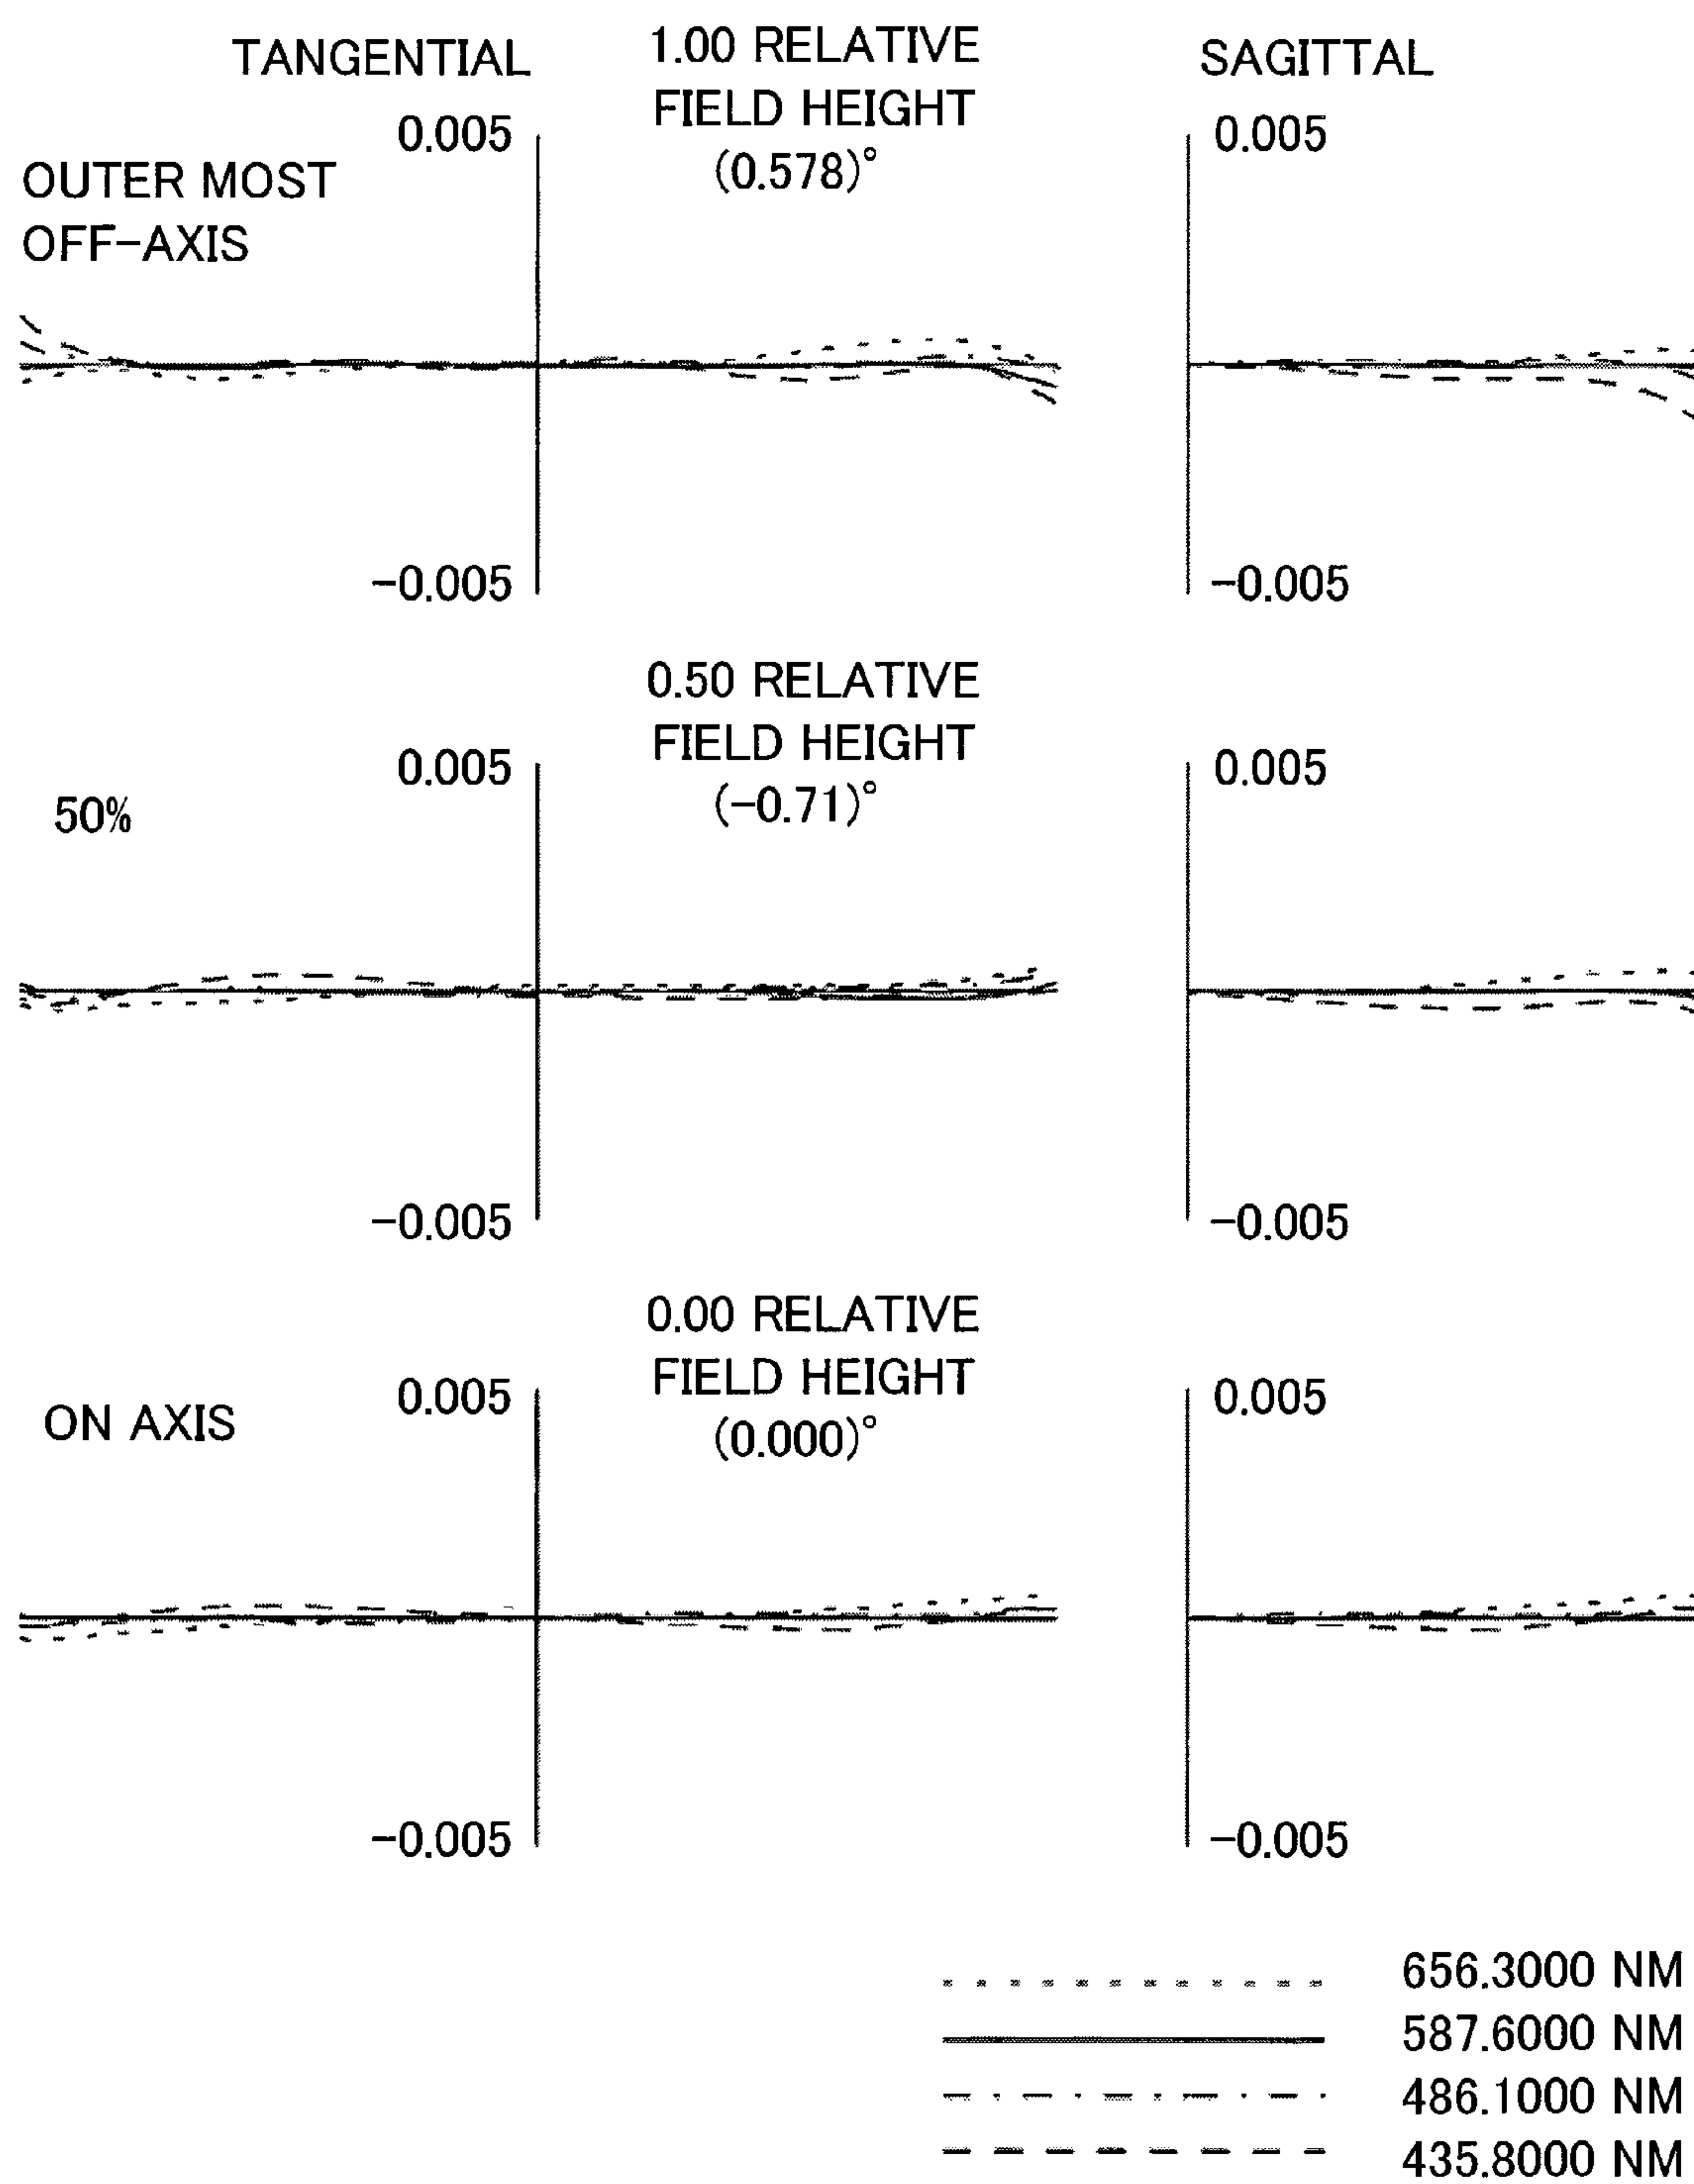 TANGENTIAL
1.00 RELATIVE
FIELD HEIGHT
(0.578)°
SAGITTAL
0.005
0.005
OUTER MOST
OFF-AXIS
-0.005
-0.005
0.50 RELATIVE
FIELD HEIGHT
(-0.71)°
0.005
0.005
50%
-0.005
-0.005
0.00 RELATIVE
FIELD HEIGHT
(0.000)°
0.005
0.005
ON AXIS
-0.005
-0.005
656.3000 NM
587.6000 NM
486.1000 NM
435.8000 NM